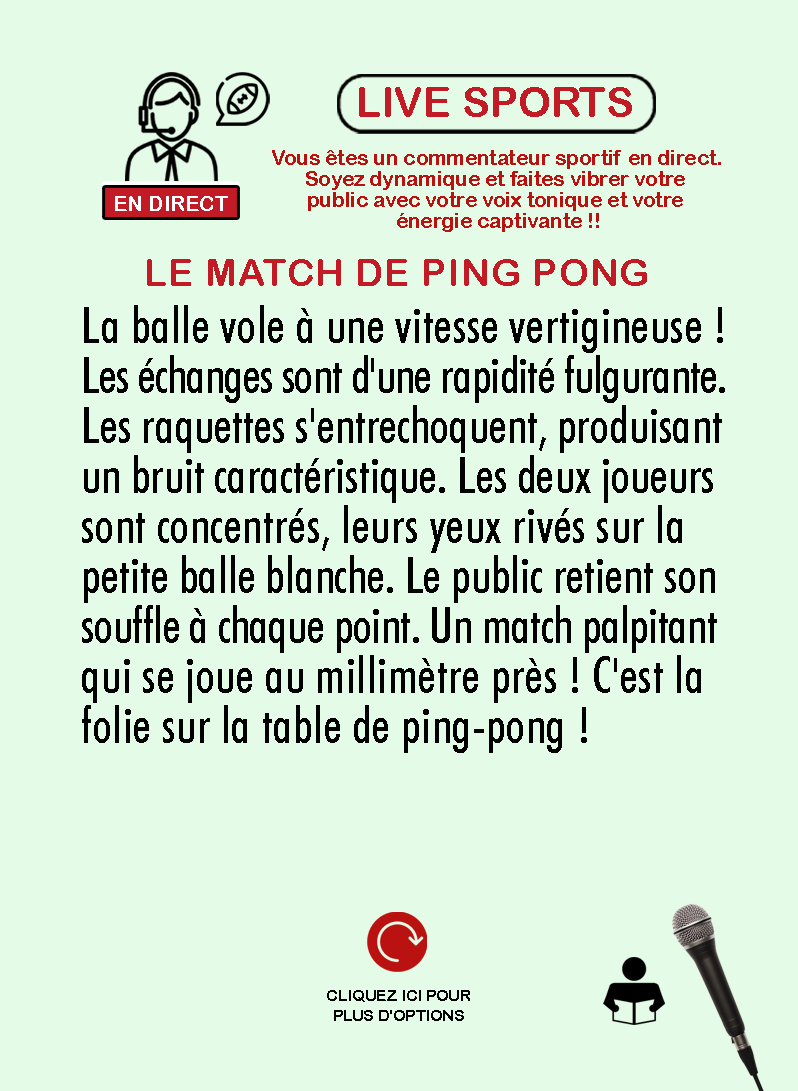 LIVE SPORTS
Vous êtes un commentateur sportif en direct.
Soyez dynamique et faites vibrer votre
public avec votre voix tonique et votre
énergie captivante !!
EN DIRECT
LE MATCH DE PING PONG
La balle vole à une vitesse vertigineuse !
Les échanges sont d'une rapidité fulgurante.
Les raquettes s'entrechoquent, produisant
un bruit caractéristique. Les deux joueurs
sont concentrés, leurs yeux rivés sur la
petite balle blanche. Le public retient son
souffle à chaque point. Un match palpitant
qui se joue au millimètre près ! C'est la
folie sur la table de ping-pong !
CLIQUEZ ICI POUR
PLUS D'OPTIONS